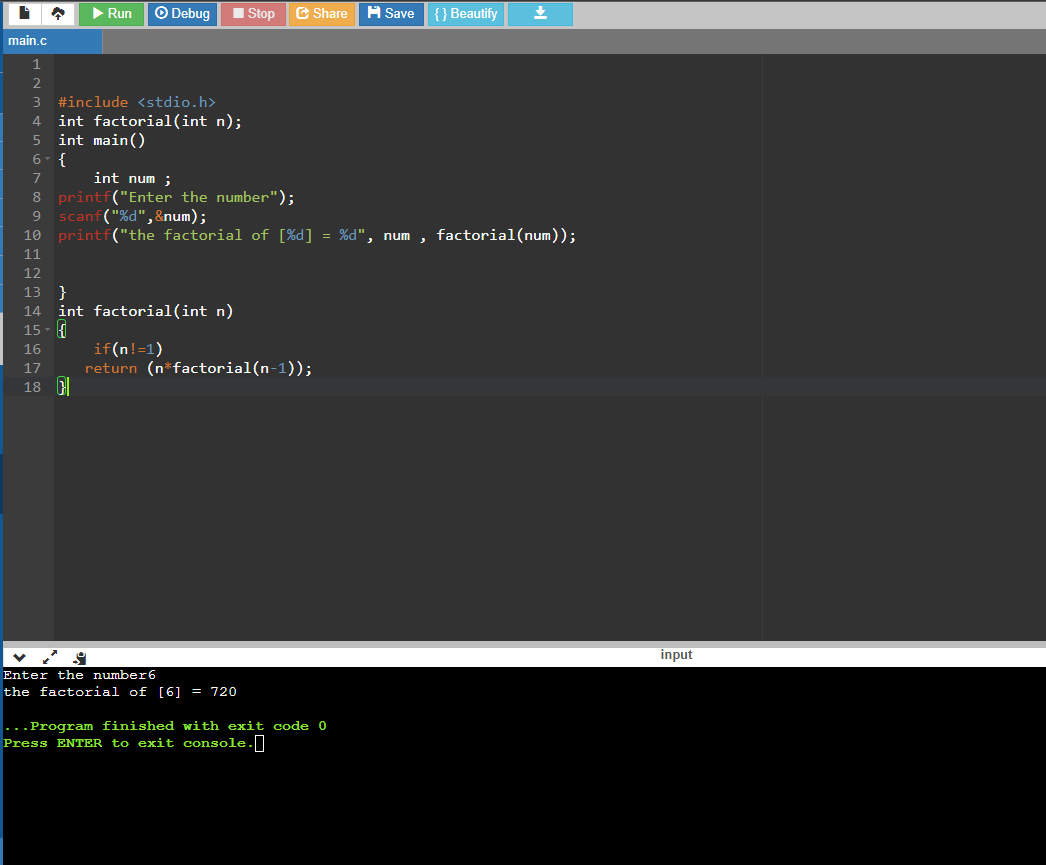 Run Debug Stop Share Save { } Beautify
main.c
1
2
3 #include <stdio.h>
4 int factorial(int n);
5 int main()
6 {
7     int num ;
8 printf("Enter the number");
9 scanf("%d",&num);
10 printf("the factorial of [%d] = %d", num , factorial(num));
11
12
13 }
14 int factorial(int n)
15 {
16     if(n!=1)
17    return (n*factorial(n-1));
18 }
input
Enter the number6
the factorial of [6] = 720
...Program finished with exit code 0
Press ENTER to exit console.